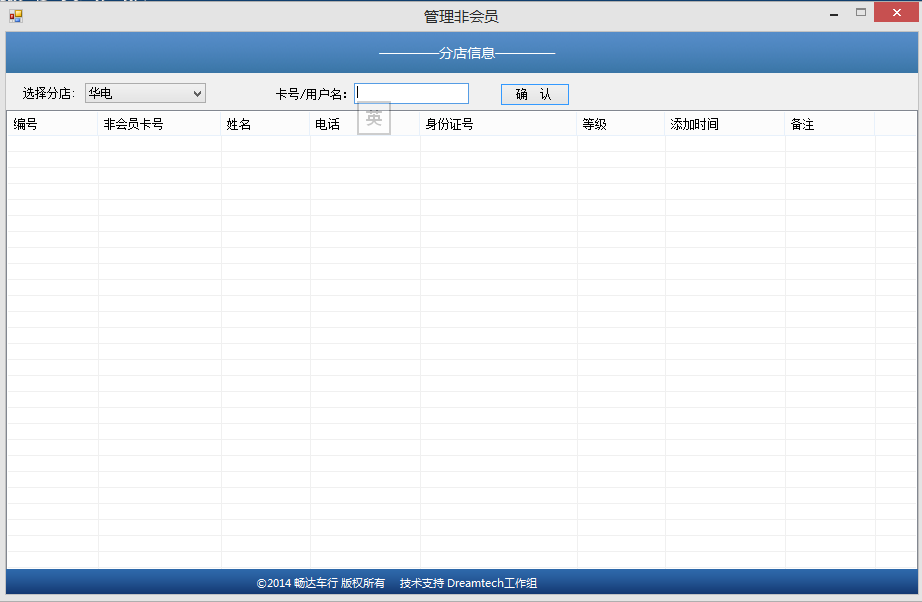 管理非会员
————分店信息————
选择分店: 华电 卡号/用户名: 确 认
英
编号 非会员卡号 姓名 电话 身份证号 等级 添加时间 备注
©2014 畅达车行 版权所有 技术支持 Dreamtech工作组